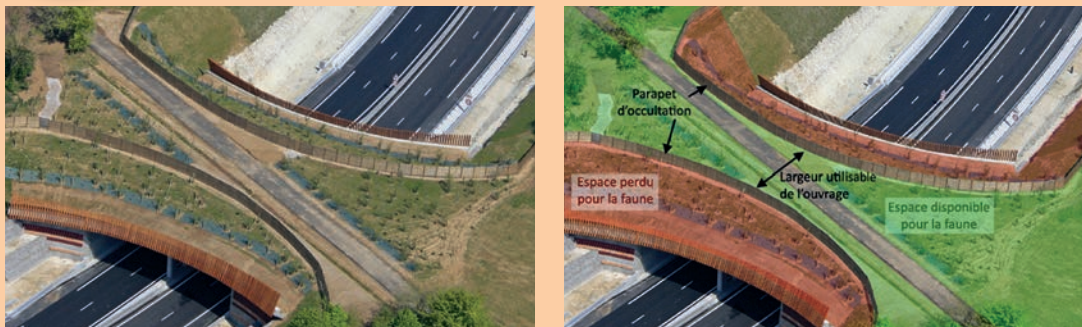 Parapet
d'occultation
Largeur utilisable
de l'ouvrage
Espace perdu
pour la faune
Espace disponible
pour la faune